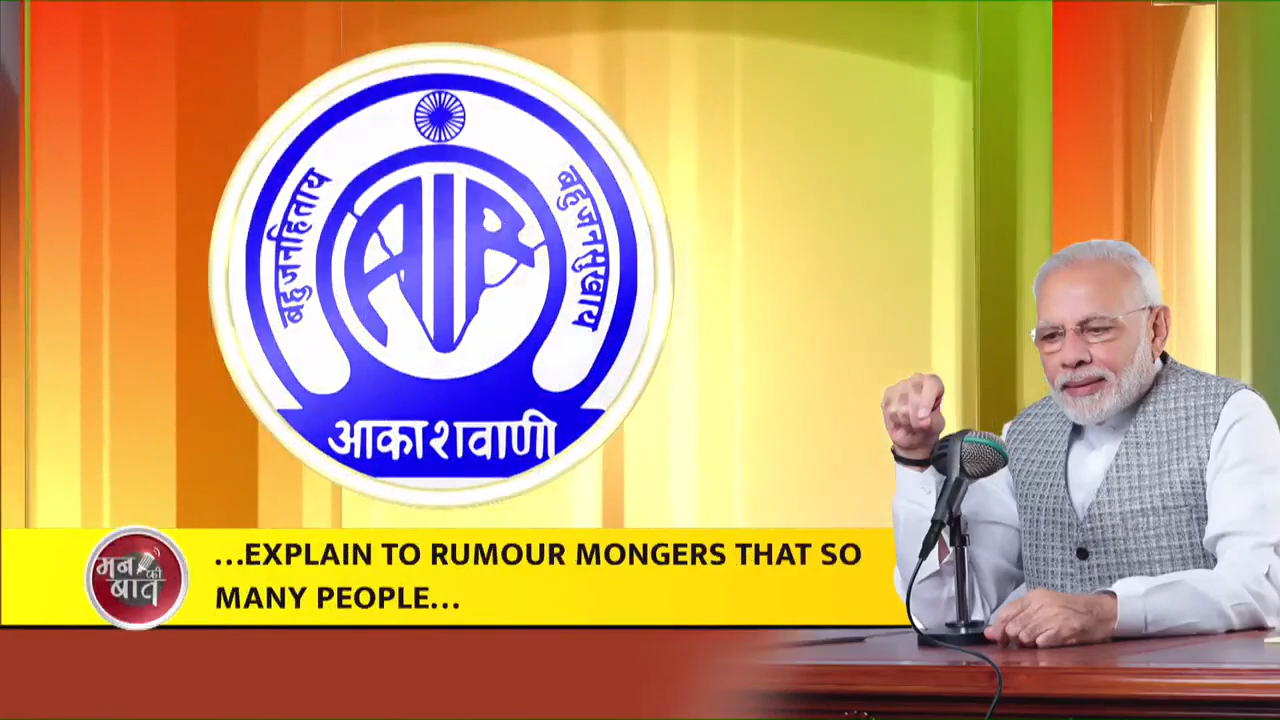 बहुजनहिताय
बहुजनसुखाय
AIR
आकाशवाणी
मन
की
बात
...EXPLAIN TO RUMOUR MONGERS THAT SO
MANY PEOPLE...